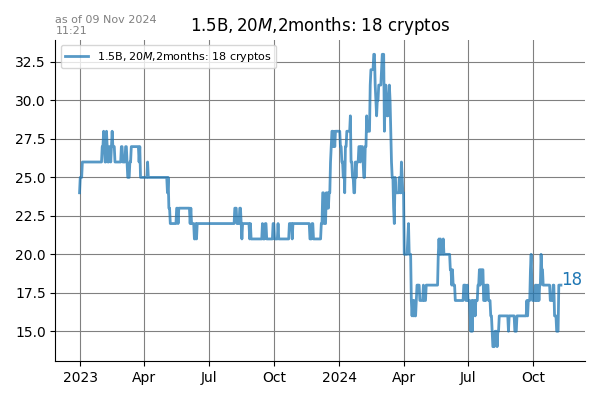 as of 09 Nov 2024
11:21
1.5B, 20M,2months: 18 cryptos
1.5B, 20M,2months: 18 cryptos
32.5
30.0
27.5
25.0
22.5
20.0
17.5
15.0
18
2023 Apr Jul Oct 2024 Apr Jul Oct